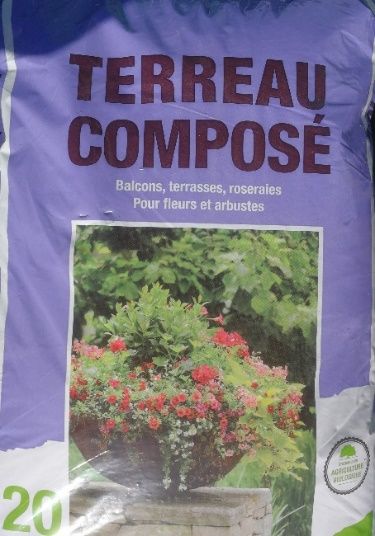 TERREAU
COMPOSÉ
Balcons, terrasses, roseraies
Pour fleurs et arbustes
AGRICULTURE
BIOLOGIQUE
20